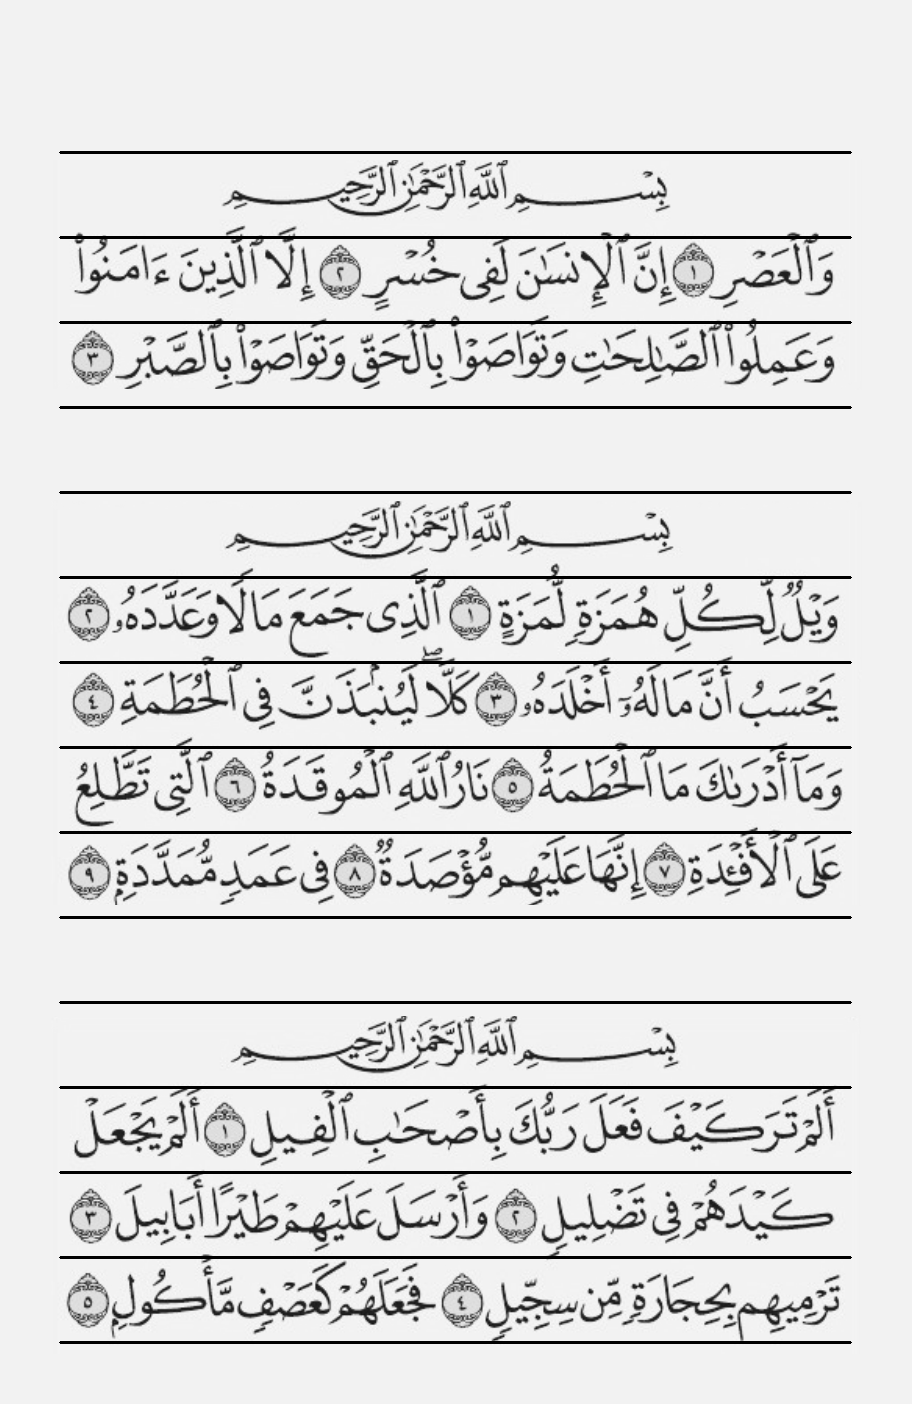 بِسْمِ ٱللَّهِ ٱلرَّحْمَٰنِ ٱلرَّحِيمِ
وَٱلْعَصْرِ ١ إِنَّ ٱلْإِنسَٰنَ لَفِى خُسْرٍ ٢ إِلَّا ٱلَّذِينَ ءَامَنُوا۟
وَعَمِلُوا۟ ٱلصَّٰلِحَٰتِ وَتَوَاصَوْا۟ بِٱلْحَقِّ وَتَوَاصَوْا۟ بِٱلصَّبْرِ ٣
بِسْمِ ٱللَّهِ ٱلرَّحْمَٰنِ ٱلرَّحِيمِ
وَيْلٌ لِّكُلِّ هُمَزَةٍ لُّمَزَةٍ ١ ٱلَّذِى جَمَعَ مَالًا وَعَدَّدَهُۥ ٢
يَحْسَبُ أَنَّ مَالَهُۥٓ أَخْلَدَهُۥ ٣ كَلَّا ۖ لَيُنۢبَذَنَّ فِى ٱلْحُطَمَةِ ٤
وَمَآ أَدْرَىٰكَ مَا ٱلْحُطَمَةُ ٥ نَارُ ٱللَّهِ ٱلْمُوقَدَةُ ٦ ٱلَّتِى تَطَّلِعُ
عَلَى ٱلْأَفْـِٔدَةِ ٧ إِنَّهَا عَلَيْهِم مُّؤْصَدَةٌ ٨ فِى عَمَدٍ مُّمَدَّدَةٍۭ ٩
بِسْمِ ٱللَّهِ ٱلرَّحْمَٰنِ ٱلرَّحِيمِ
أَلَمْ تَرَ كَيْفَ فَعَلَ رَبُّكَ بِأَصْحَٰبِ ٱلْفِيلِ ١ أَلَمْ يَجْعَلْ
كَيْدَهُمْ فِى تَضْلِيلٍ ٢ وَأَرْسَلَ عَلَيْهِمْ طَيْرًا أَبَابِيلَ ٣
تَرْمِيهِم بِحِجَارَةٍ مِّن سِجِّيلٍ ٤ فَجَعَلَهُمْ كَعَصْفٍ مَّأْكُولٍۭ ٥